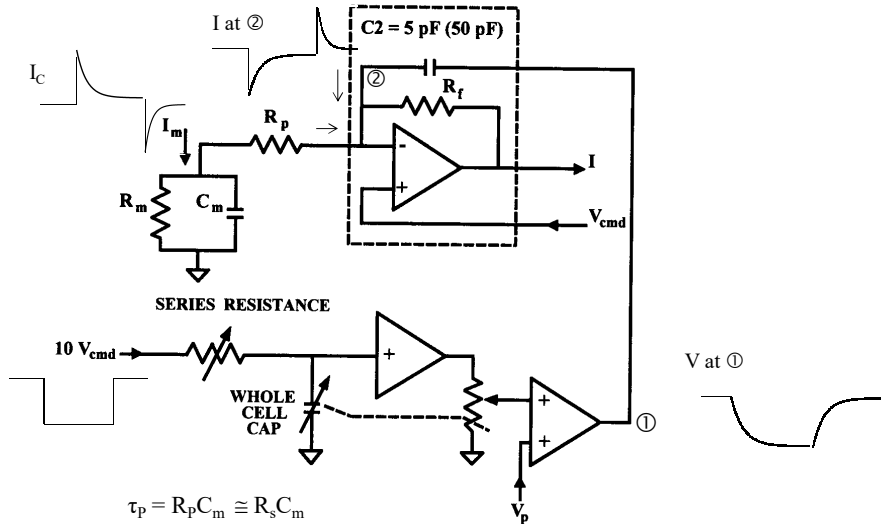 I at ②
C2 = 5 pF (50 pF)
I_C
②
R_f
R_p
I_m
-
+
I
R_m
C_m
V_cmd
SERIES RESISTANCE
10 V_cmd
+
V at ①
WHOLE
CELL
CAP
+
+
①
V_p
τ_P = R_PC_m ≅ R_sC_m